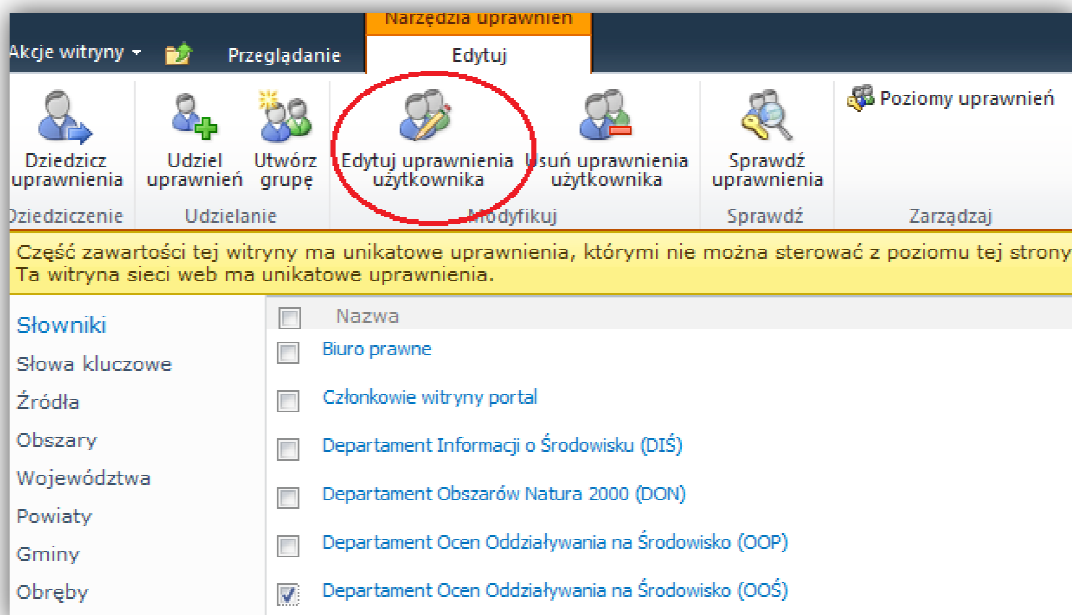 Narzędzia uprawnień
Akcje witryny
Przeglądanie
Edytuj
Dziedzicz
uprawnienia
Udziel
uprawnień
Utwórz
grupę
Edytuj uprawnienia
użytkownika
Usuń uprawnienia
użytkownika
Sprawdź
uprawnienia
Poziomy uprawnień
Dziedziczenie
Udzielanie
Modyfikuj
Sprawdź
Zarządzaj
Część zawartości tej witryny ma unikatowe uprawnienia, którymi nie można sterować z poziomu tej strony
Ta witryna sieci web ma unikatowe uprawnienia.
Słowniki
Słowa kluczowe
Źródła
Obszary
Województwa
Powiaty
Gminy
Obręby
Nazwa
Biuro prawne
Członkowie witryny portal
Departament Informacji o Środowisku (DIŚ)
Departament Obszarów Natura 2000 (DON)
Departament Ocen Oddziaływania na Środowisko (OOP)
Departament Ocen Oddziaływania na Środowisko (OOŚ)